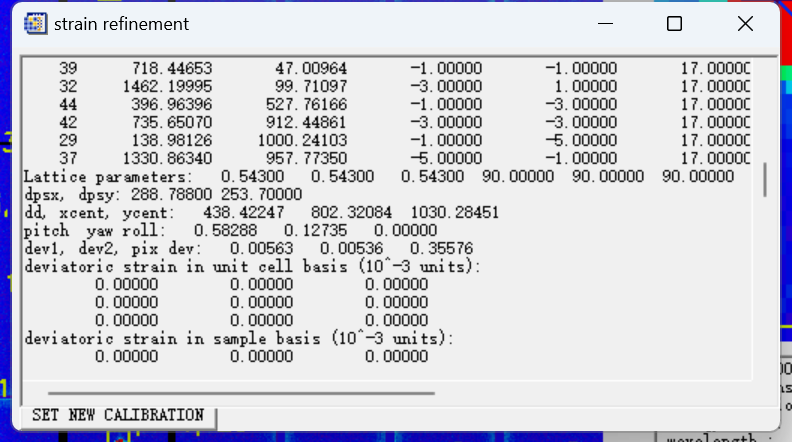 strain refinement
39 718.44653 47.00964 -1.00000 -1.00000 17.0000
32 1462.19995 99.71097 -3.00000 1.00000 17.0000
44 396.96396 527.76166 -1.00000 -3.00000 17.0000
42 735.65070 912.44861 -3.00000 -3.00000 17.0000
29 138.98126 1000.24103 -1.00000 -5.00000 17.0000
37 1330.86340 957.77350 -5.00000 -1.00000 17.0000
Lattice parameters: 0.54300 0.54300 0.54300 90.00000 90.00000 90.00000
dpsx, dpsy: 288.78800 253.70000
dd, xcent, ycent: 438.42247 802.32084 1030.28451
pitch yaw roll: 0.58288 0.12735 0.00000
dev1, dev2, pix dev: 0.00563 0.00536 0.35576
deviatoric strain in unit cell basis (10^-3 units):
0.00000 0.00000 0.00000
0.00000 0.00000 0.00000
0.00000 0.00000 0.00000
deviatoric strain in sample basis (10^-3 units):
0.00000 0.00000 0.00000
SET NEW CALIBRATION